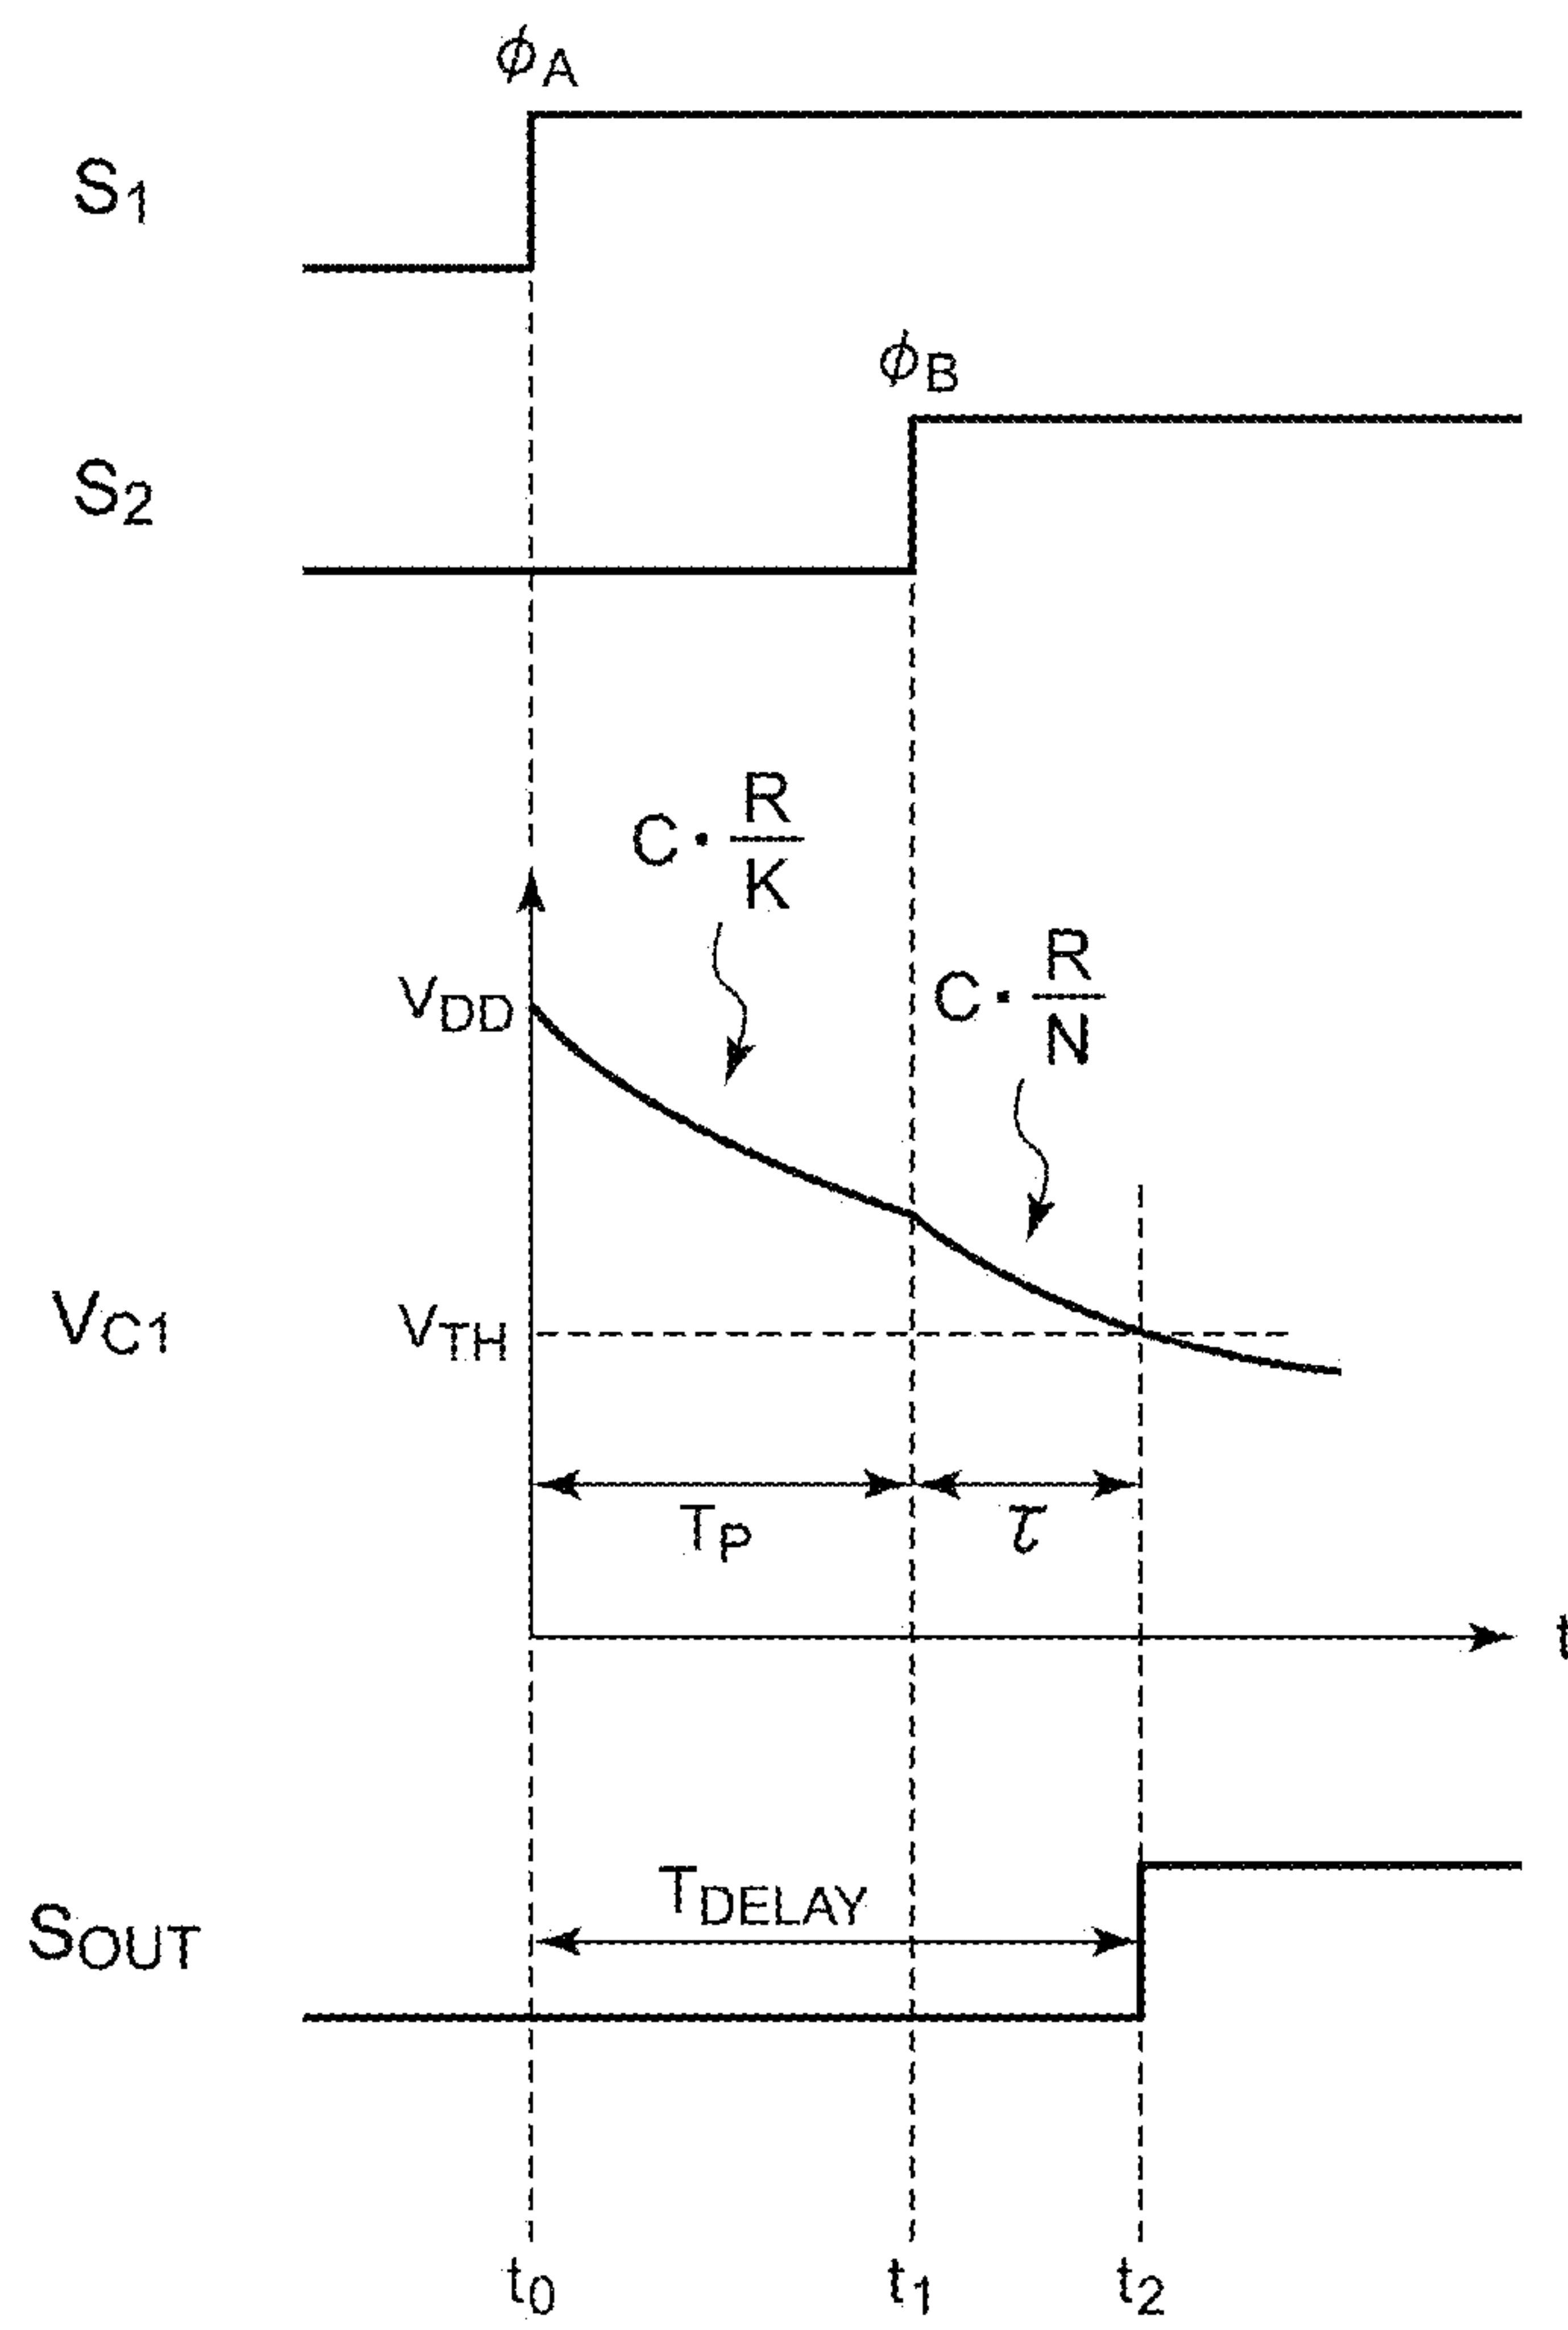 ϕA
S1
ϕB
S2
C · R/K
C · R/N
VDD
VC1
VTH
TP
τ
t
TDELAY
SOUT
t0 t1 t2